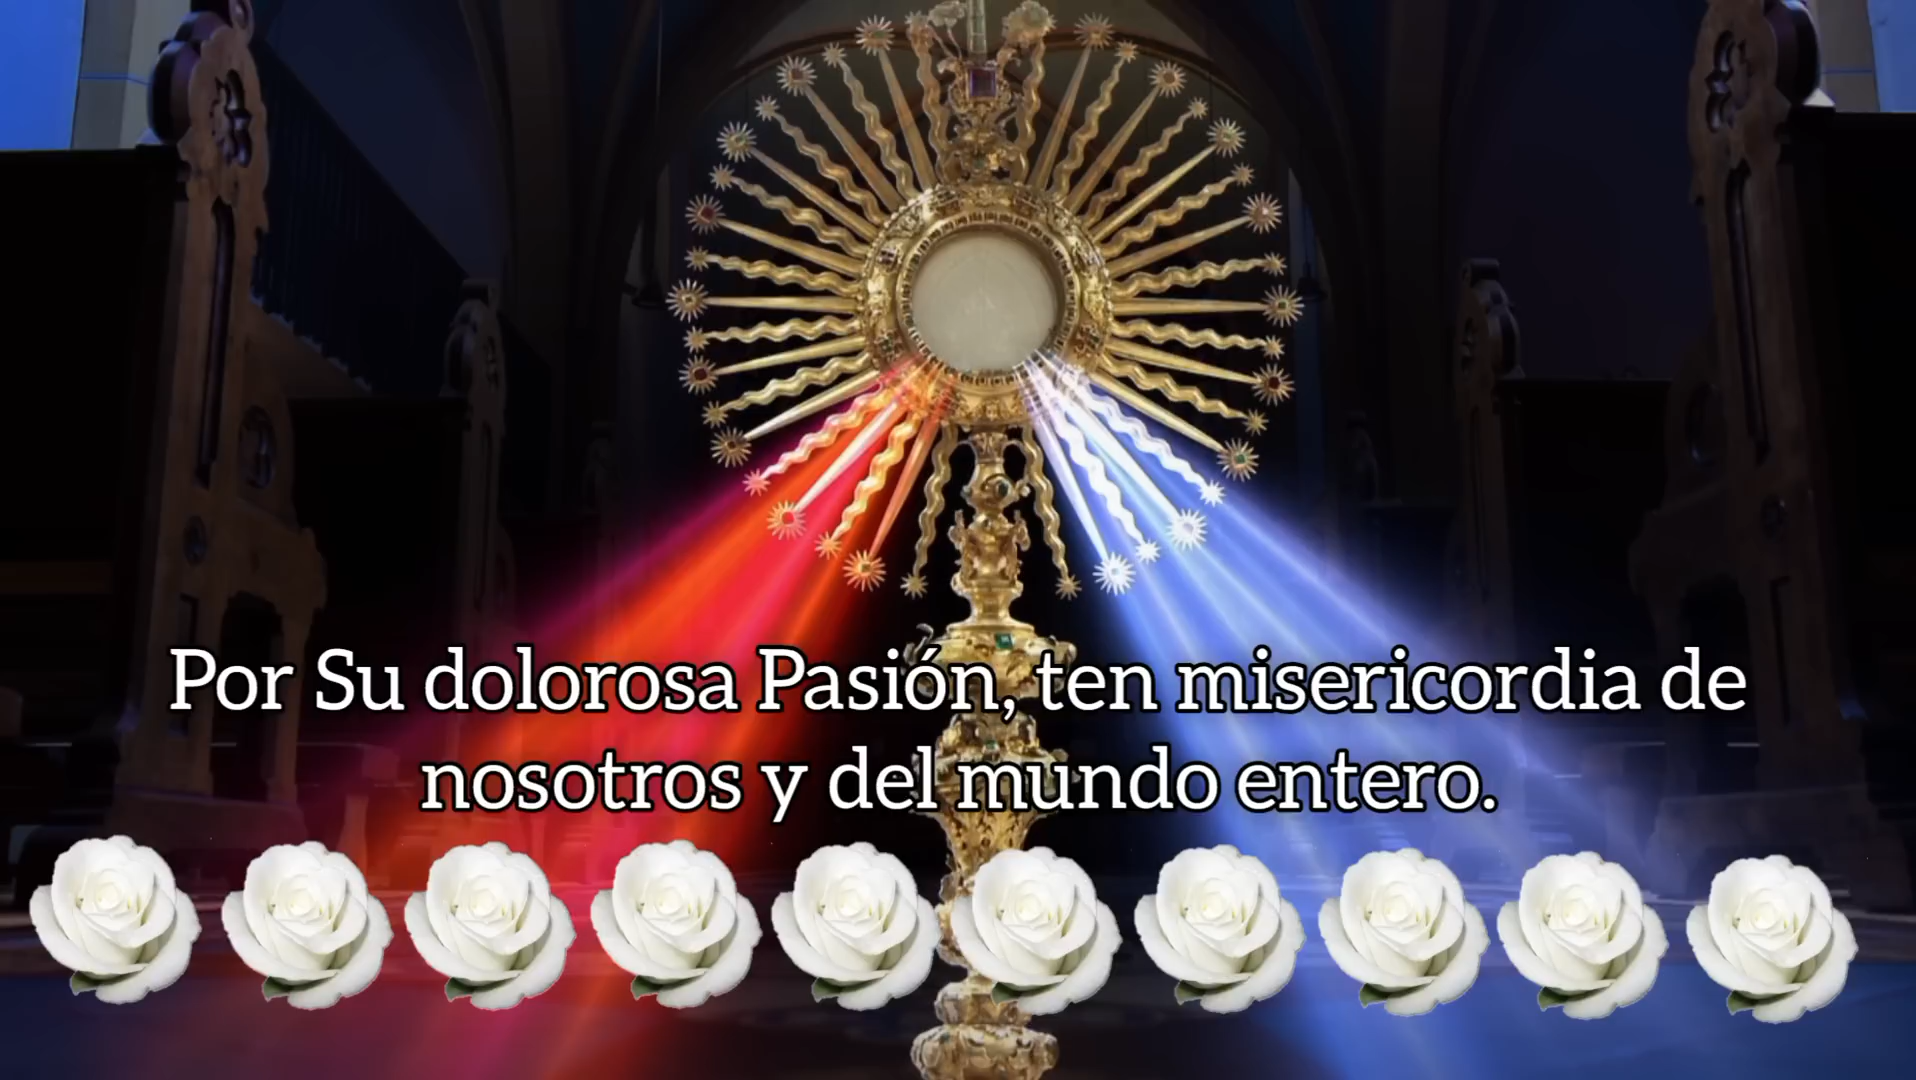 Por Su dolorosa Pasión, ten misericordia de
nosotros y del mundo entero.